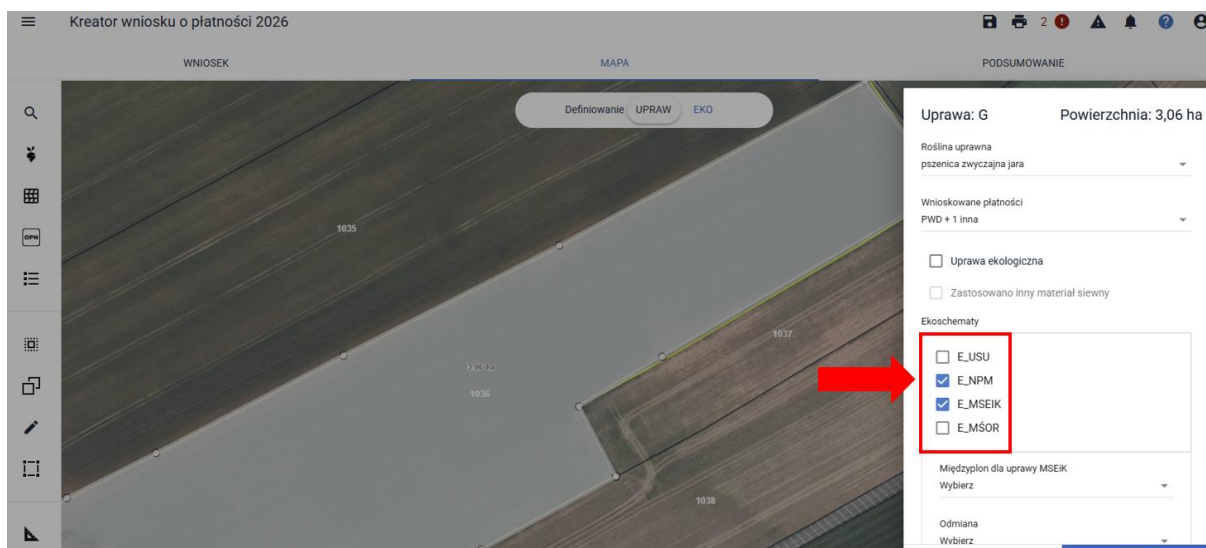 Kreator wniosku o płatności 2026
2
WNIOSEK
MAPA
PODSUMOWANIE
Definiowanie UPRAW EKO
OPN
1035
1037
3.06 ha
1036
1038
Uprawa: G Powierzchnia: 3,06 ha
Roślina uprawna
pszenica zwyczajna jara
Wnioskowane płatności
PWD + 1 inna
Uprawa ekologiczna
Zastosowano inny materiał siewny
Ekoschematy
E_USU
E_NPM
E_MSEIK
E_MŚOR
Międzyplon dla uprawy MSEiK
Wybierz
Odmiana
Wybierz